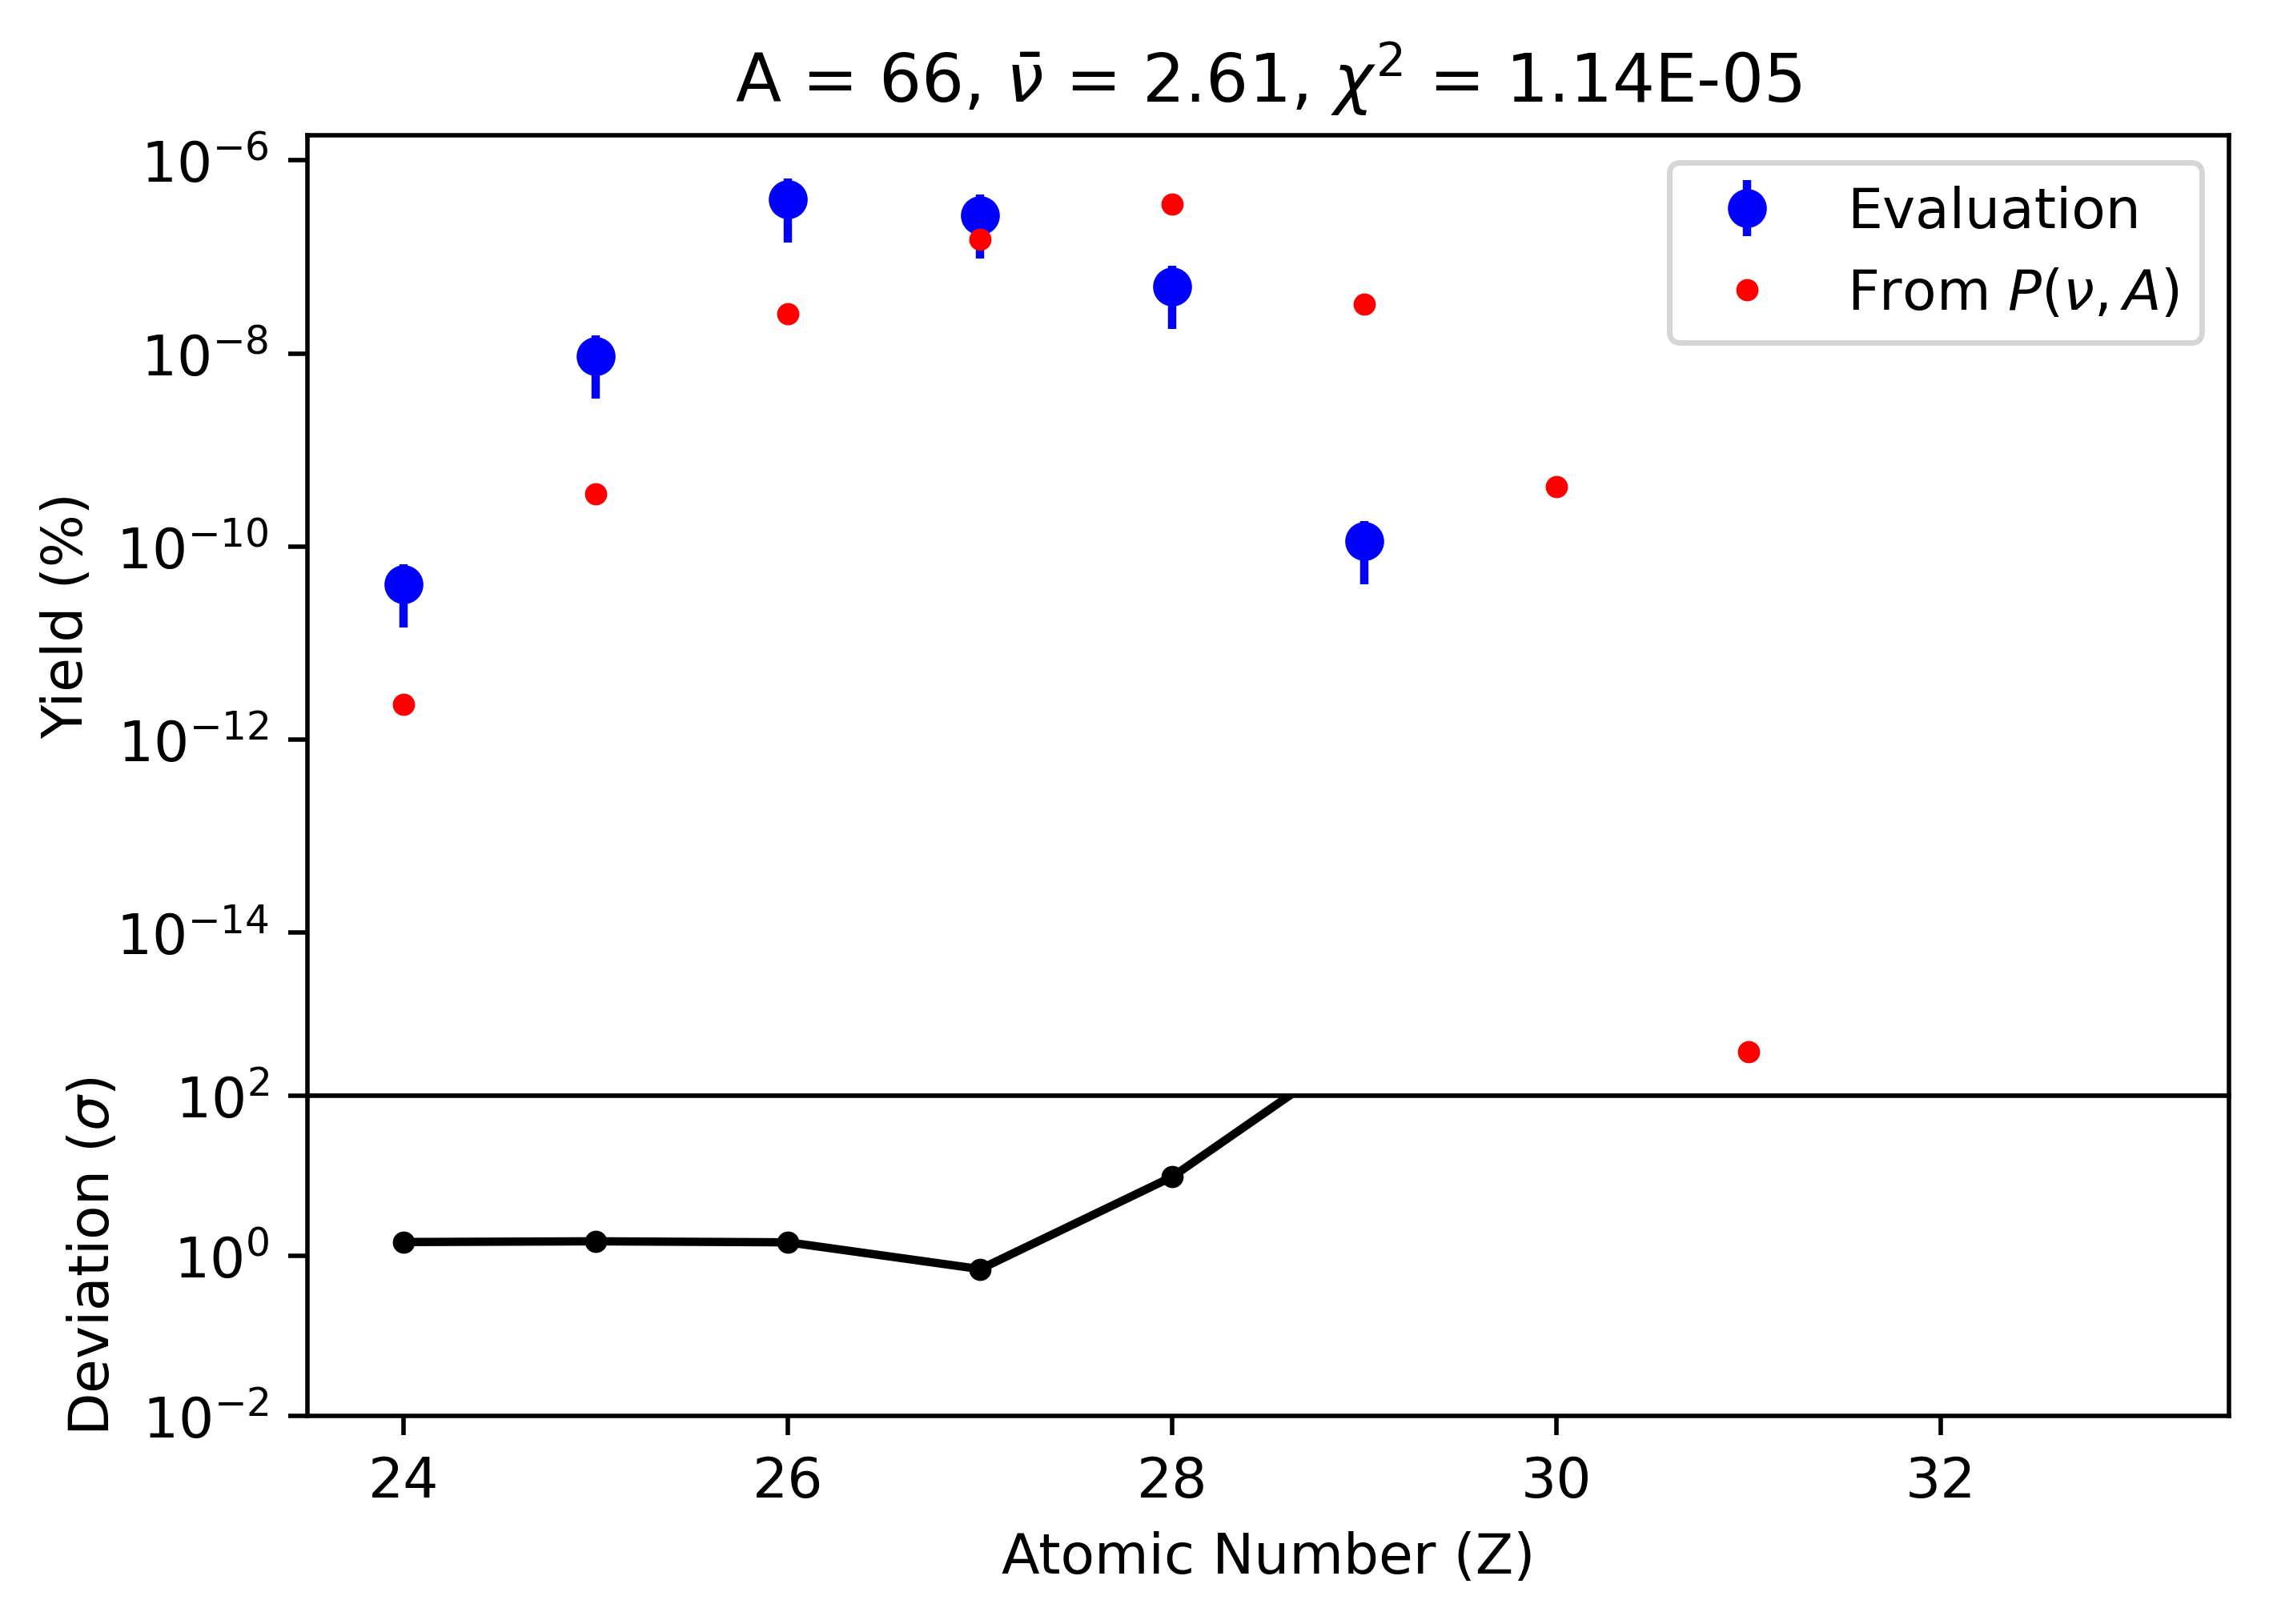 A = 66, ν̄ = 2.61, χ² = 1.14E-05
Evaluation
From P(ν, A)
Yield (%)
10⁻⁶
10⁻⁸
10⁻¹⁰
10⁻¹²
10⁻¹⁴
Deviation (σ)
10²
10⁰
10⁻²
24 26 28 30 32
Atomic Number (Z)